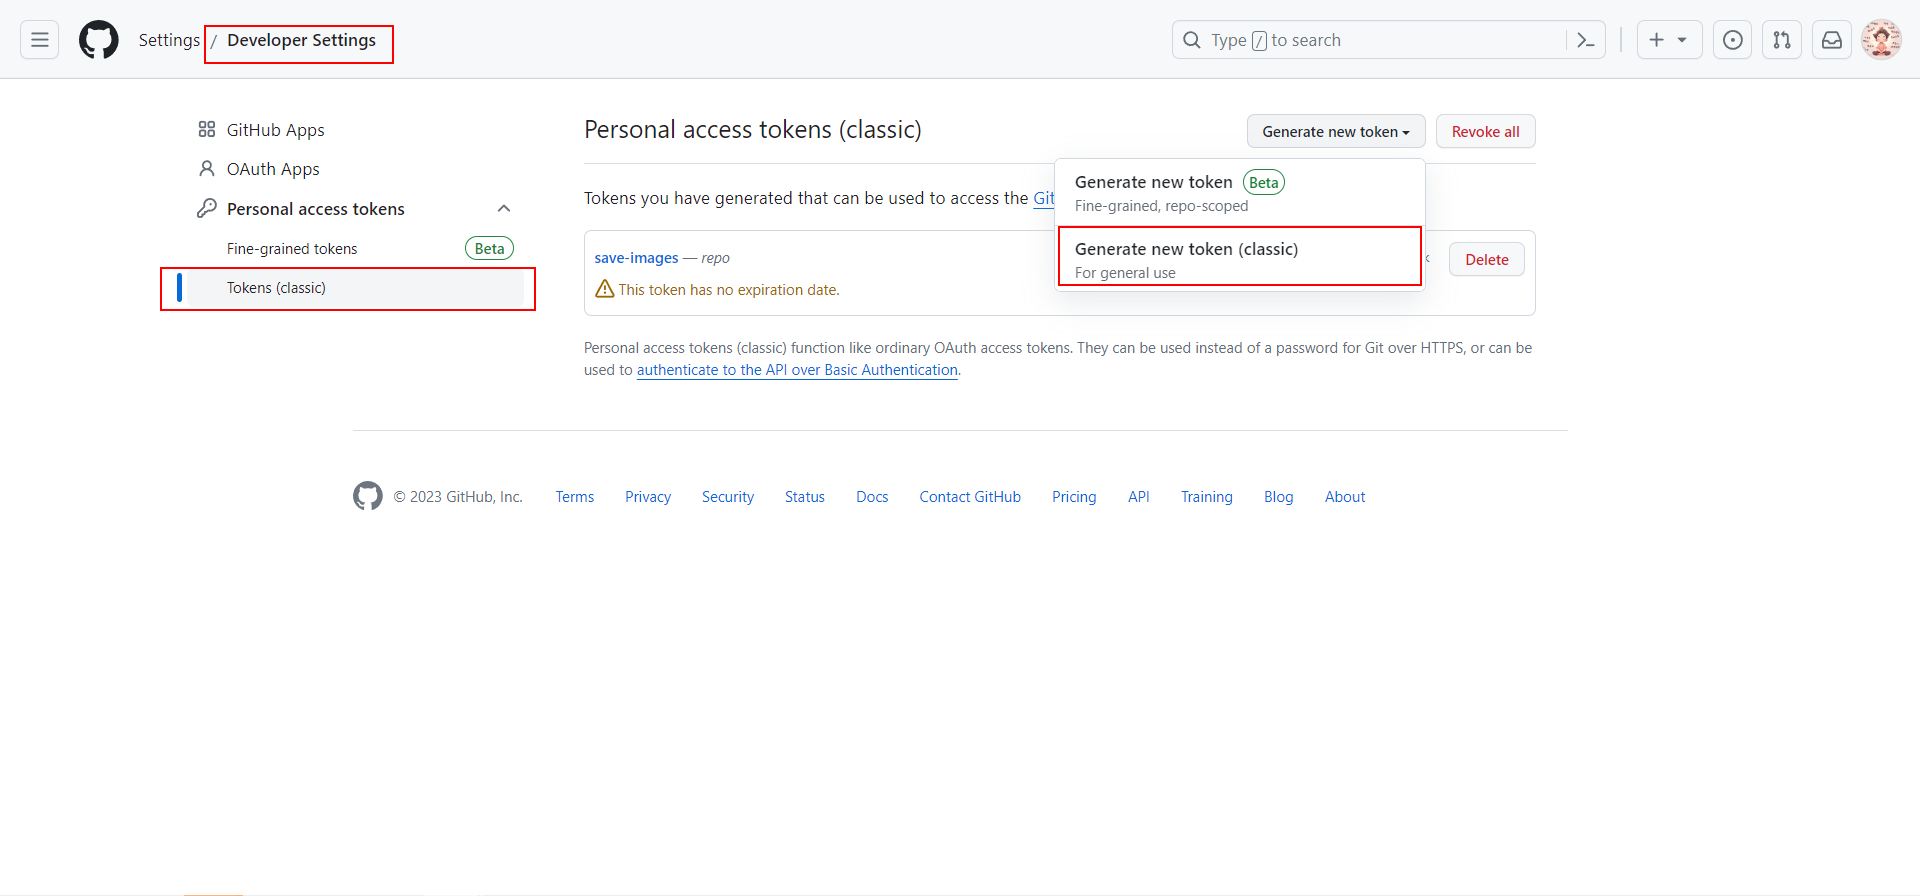 Settings / Developer Settings
Type / to search
GitHub Apps
OAuth Apps
Personal access tokens
Fine-grained tokens Beta
Tokens (classic)
Personal access tokens (classic)
Generate new token
Revoke all
Tokens you have generated that can be used to access the Git
Generate new token Beta
Fine-grained, repo-scoped
Generate new token (classic)
For general use
save-images — repo
Delete
This token has no expiration date.
Personal access tokens (classic) function like ordinary OAuth access tokens. They can be used instead of a password for Git over HTTPS, or can be
used to authenticate to the API over Basic Authentication.
© 2023 GitHub, Inc. Terms Privacy Security Status Docs Contact GitHub Pricing API Training Blog About